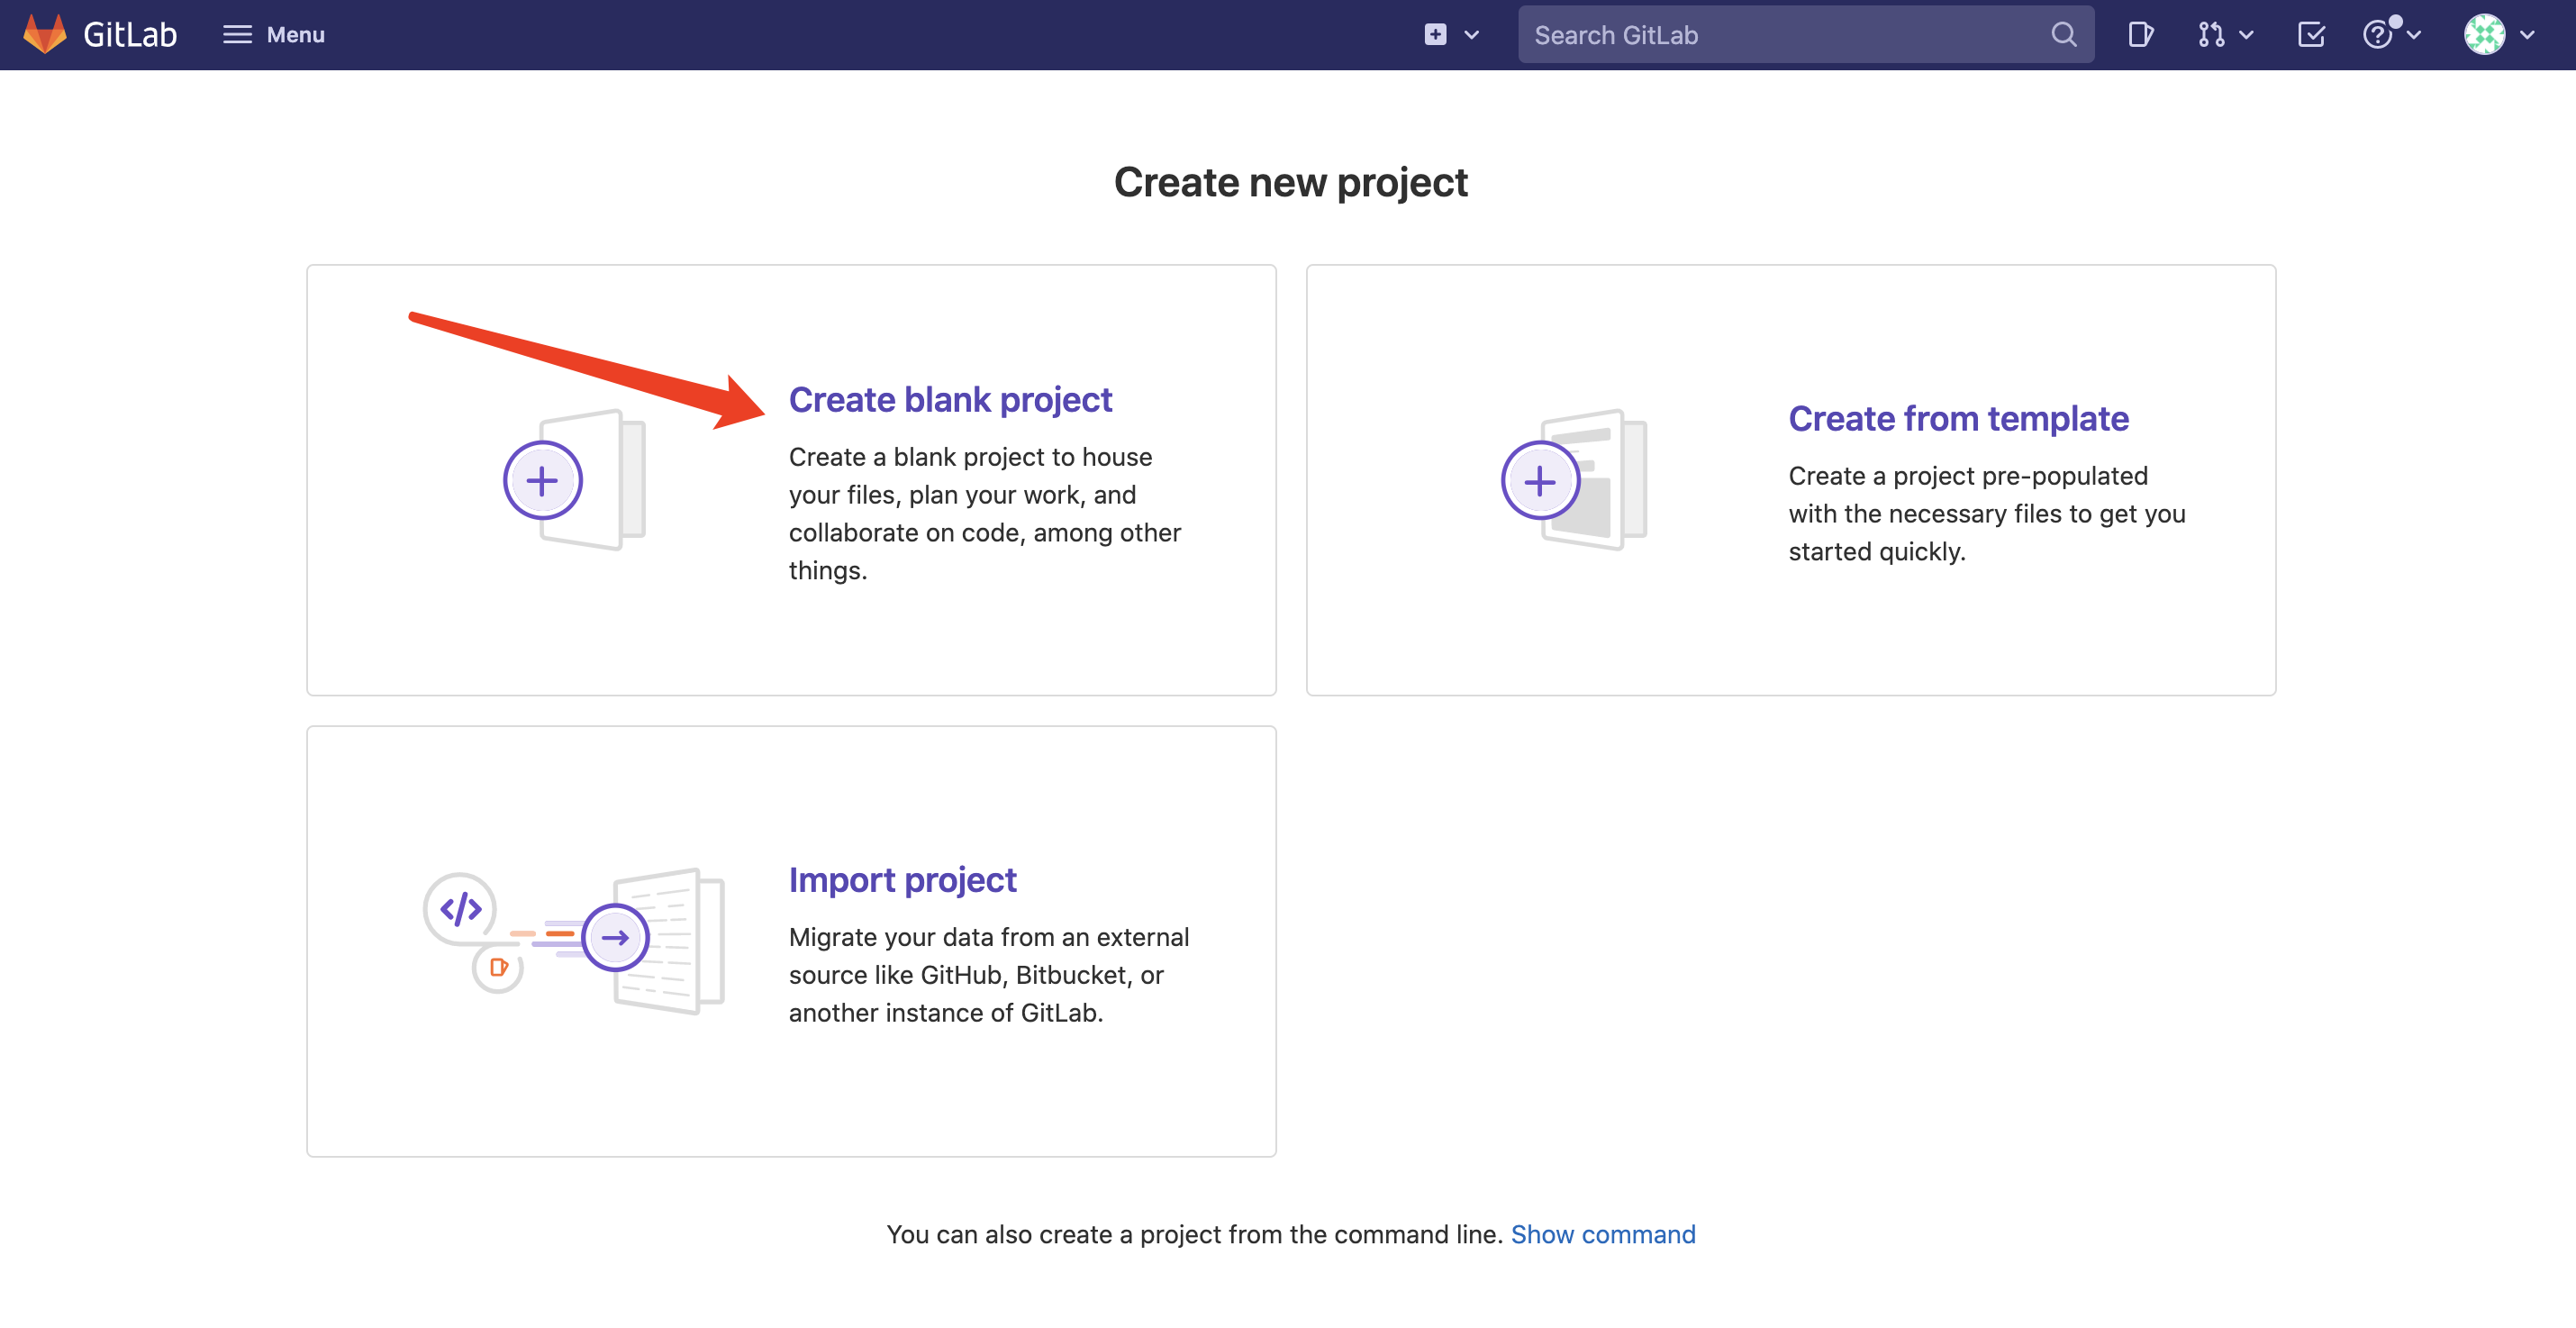 GitLab
Menu
Search GitLab
Create new project
Create blank project
Create a blank project to house
your files, plan your work, and
collaborate on code, among other
things.
Create from template
Create a project pre-populated
with the necessary files to get you
started quickly.
Import project
Migrate your data from an external
source like GitHub, Bitbucket, or
another instance of GitLab.
You can also create a project from the command line. Show command